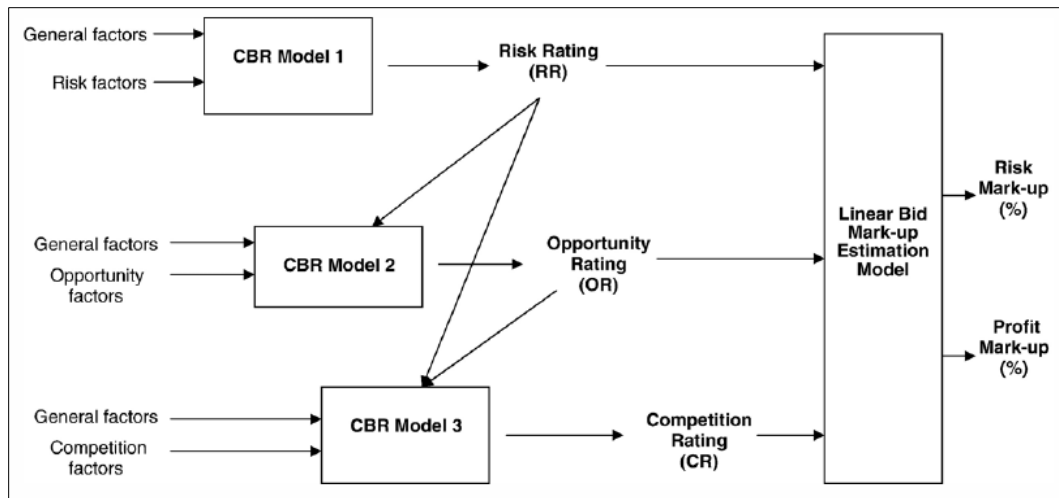 General factors
CBR Model 1
Risk factors
Risk Rating
(RR)
General factors
Opportunity
factors
CBR Model 2
Opportunity
Rating
(OR)
General factors
Competition
factors
CBR Model 3
Competition
Rating
(CR)
Linear Bid
Mark-up
Estimation
Model
Risk
Mark-up
(%)
Profit
Mark-up
(%)